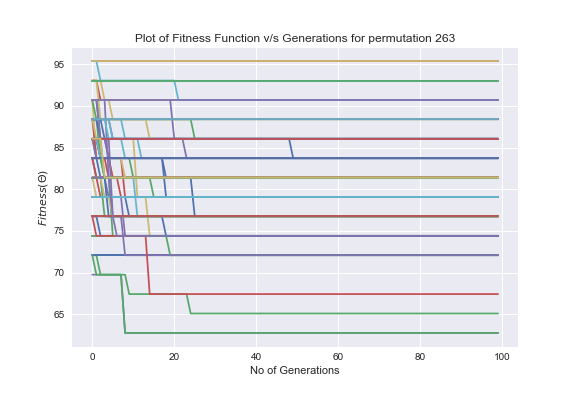 Plot of Fitness Function v/s Generations for permutation 263
95
90
85
80
75
70
65
Fitness(Θ)
0 20 40 60 80 100
No of Generations